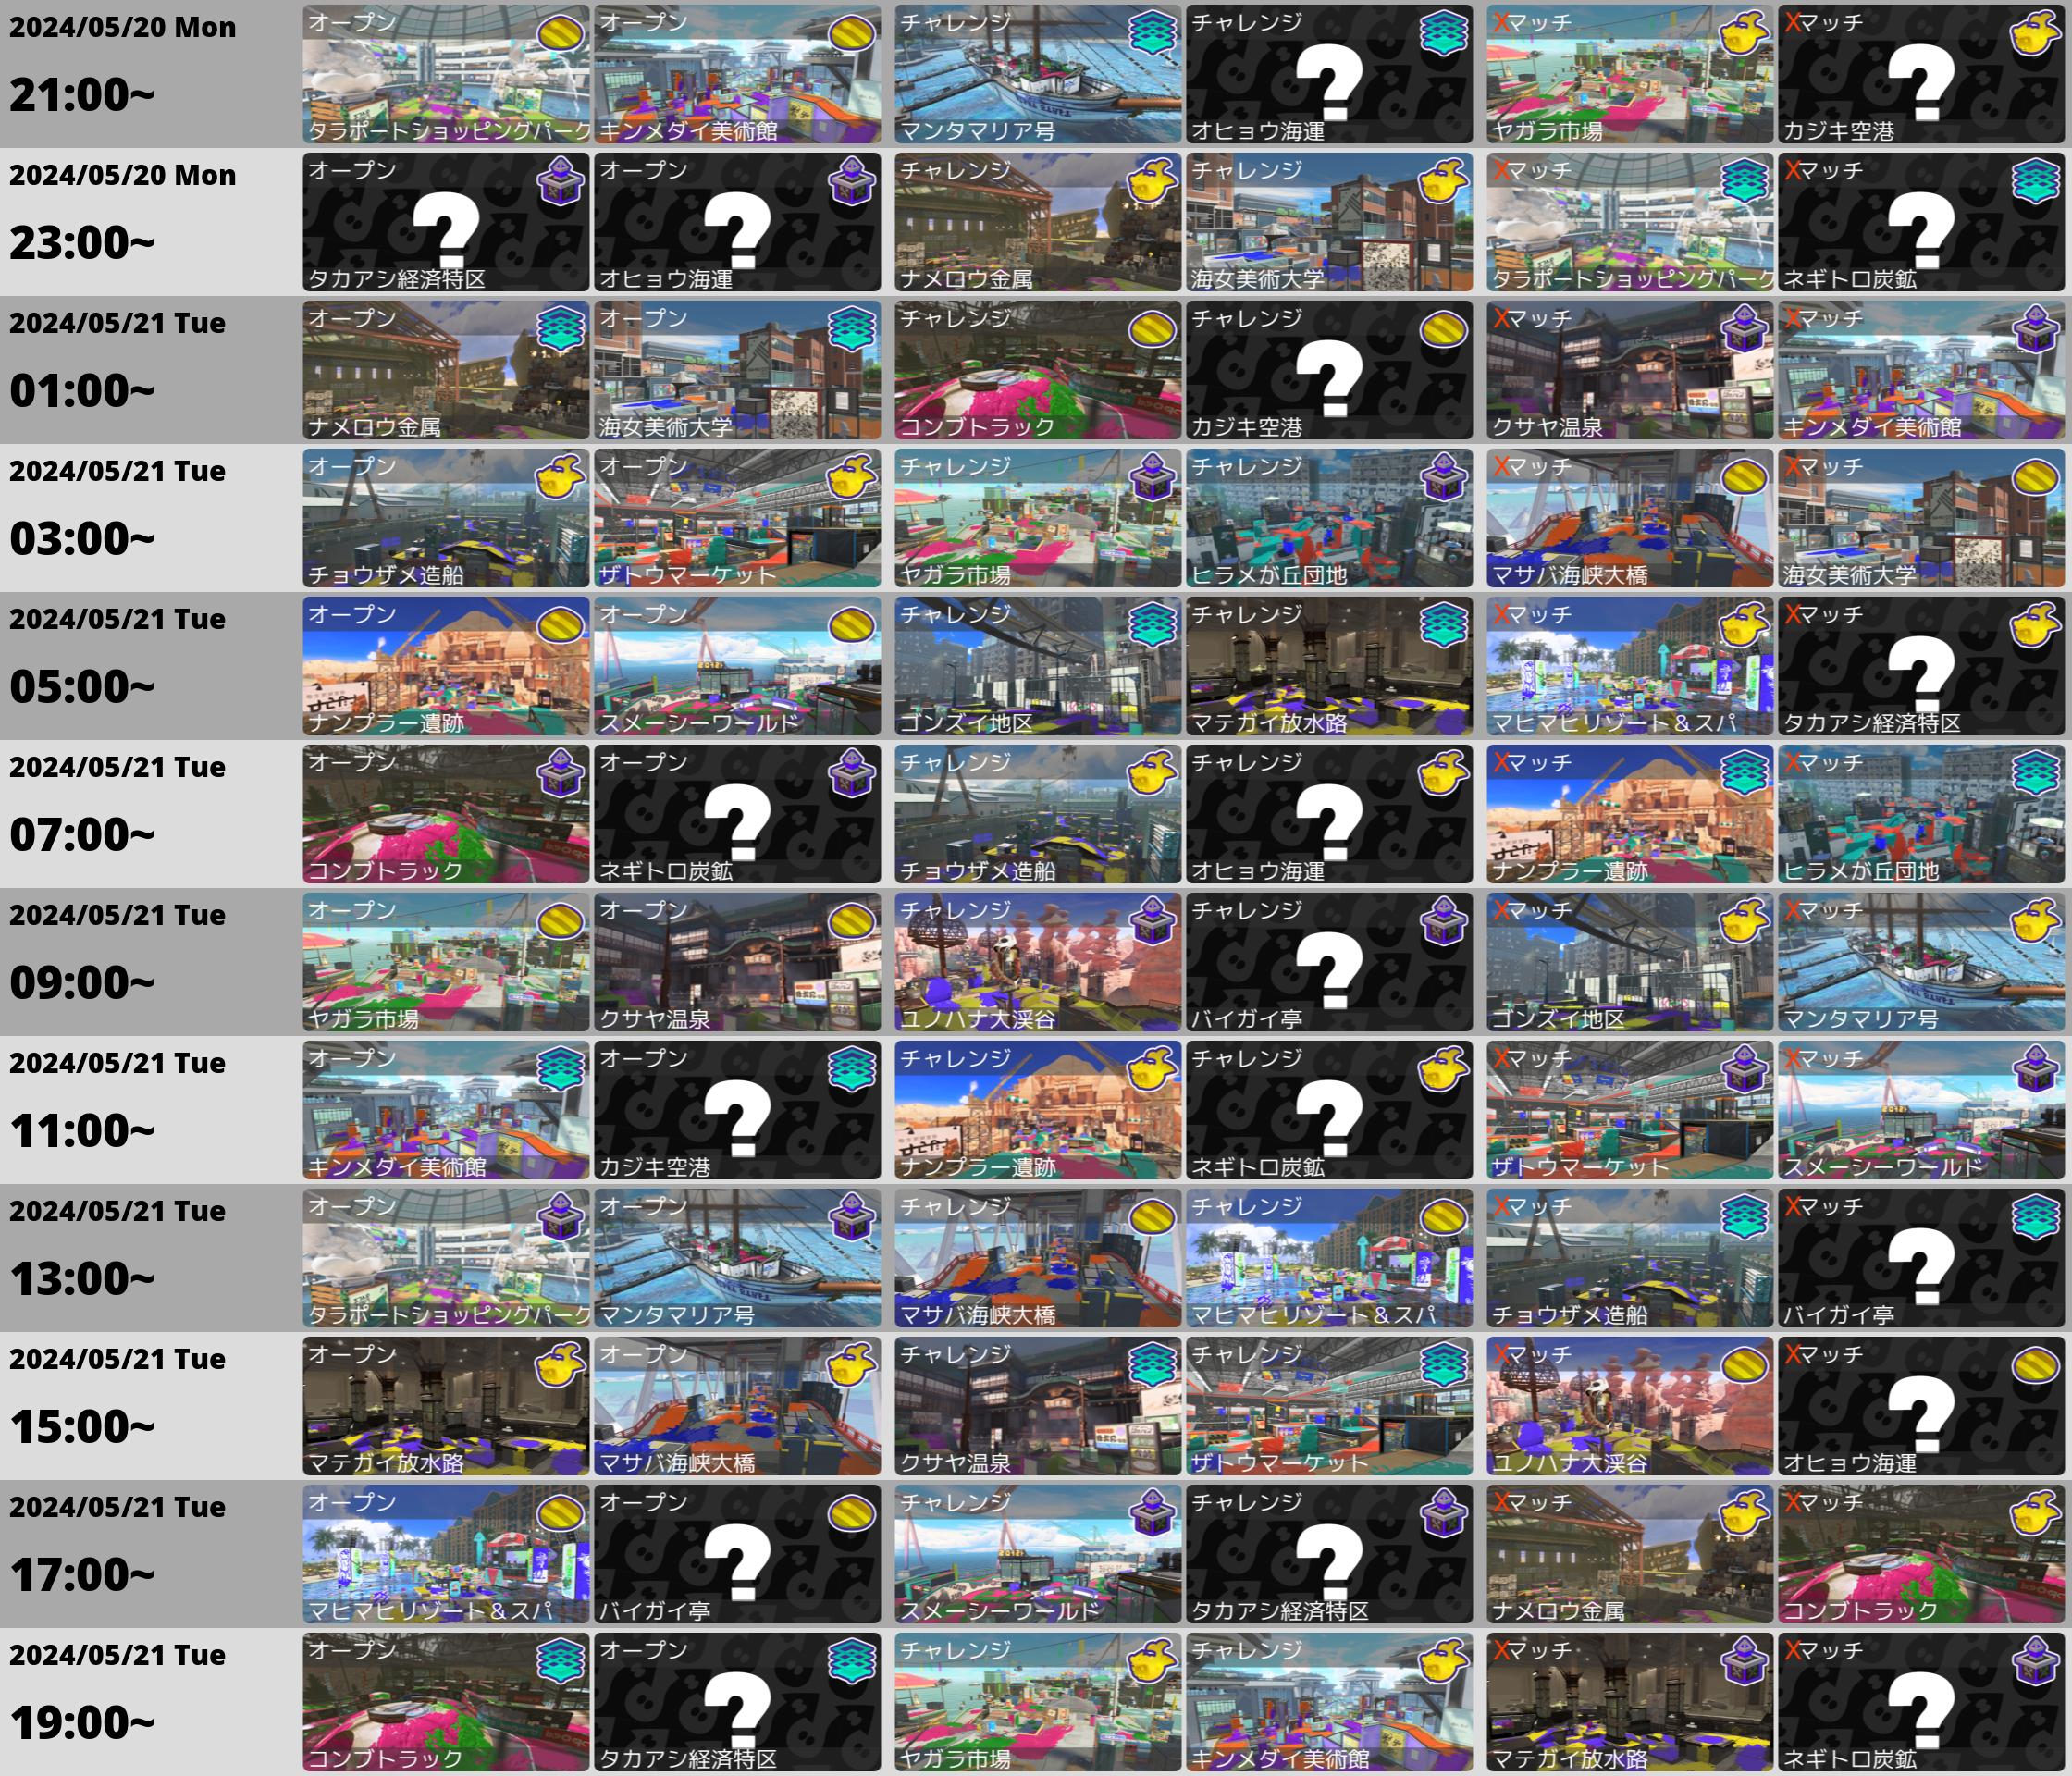 2024/05/20 Mon
21:00~
オープン オープン チャレンジ チャレンジ Xマッチ Xマッチ
タラポートショッピングパーク キンメダイ美術館 マンタマリア号 オヒョウ海運 ヤガラ市場 カジキ空港
2024/05/20 Mon
23:00~
オープン オープン チャレンジ チャレンジ Xマッチ Xマッチ
タカアシ経済特区 オヒョウ海運 ナメロウ金属 海女美術大学 タラポートショッピングパーク ネギトロ炭鉱
2024/05/21 Tue
01:00~
オープン オープン チャレンジ チャレンジ Xマッチ Xマッチ
ナメロウ金属 海女美術大学 コンブトラック カジキ空港 クサヤ温泉 キンメダイ美術館
2024/05/21 Tue
03:00~
オープン オープン チャレンジ チャレンジ Xマッチ Xマッチ
チョウザメ造船 ザトウマーケット ヤガラ市場 ヒラメが丘団地 マサバ海峡大橋 海女美術大学
2024/05/21 Tue
05:00~
オープン オープン チャレンジ チャレンジ Xマッチ Xマッチ
ナンプラー遺跡 スメーシーワールド ゴンズイ地区 マテガイ放水路 マヒマヒリゾート&スパ タカアシ経済特区
2024/05/21 Tue
07:00~
オープン オープン チャレンジ チャレンジ Xマッチ Xマッチ
コンブトラック ネギトロ炭鉱 チョウザメ造船 オヒョウ海運 ナンプラー遺跡 ヒラメが丘団地
2024/05/21 Tue
09:00~
オープン オープン チャレンジ チャレンジ Xマッチ Xマッチ
ヤガラ市場 クサヤ温泉 ユノハナ大渓谷 バイガイ亭 ゴンズイ地区 マンタマリア号
2024/05/21 Tue
11:00~
オープン オープン チャレンジ チャレンジ Xマッチ Xマッチ
キンメダイ美術館 カジキ空港 ナンプラー遺跡 ネギトロ炭鉱 ザトウマーケット スメーシーワールド
2024/05/21 Tue
13:00~
オープン オープン チャレンジ チャレンジ Xマッチ Xマッチ
タラポートショッピングパーク マンタマリア号 マサバ海峡大橋 マヒマヒリゾート&スパ チョウザメ造船 バイガイ亭
2024/05/21 Tue
15:00~
オープン オープン チャレンジ チャレンジ Xマッチ Xマッチ
マテガイ放水路 マサバ海峡大橋 クサヤ温泉 ザトウマーケット ユノハナ大渓谷 オヒョウ海運
2024/05/21 Tue
17:00~
オープン オープン チャレンジ チャレンジ Xマッチ Xマッチ
マヒマヒリゾート&スパ バイガイ亭 スメーシーワールド タカアシ経済特区 ナメロウ金属 コンブトラック
2024/05/21 Tue
19:00~
オープン オープン チャレンジ チャレンジ Xマッチ Xマッチ
コンブトラック タカアシ経済特区 ヤガラ市場 キンメダイ美術館 マテガイ放水路 ネギトロ炭鉱